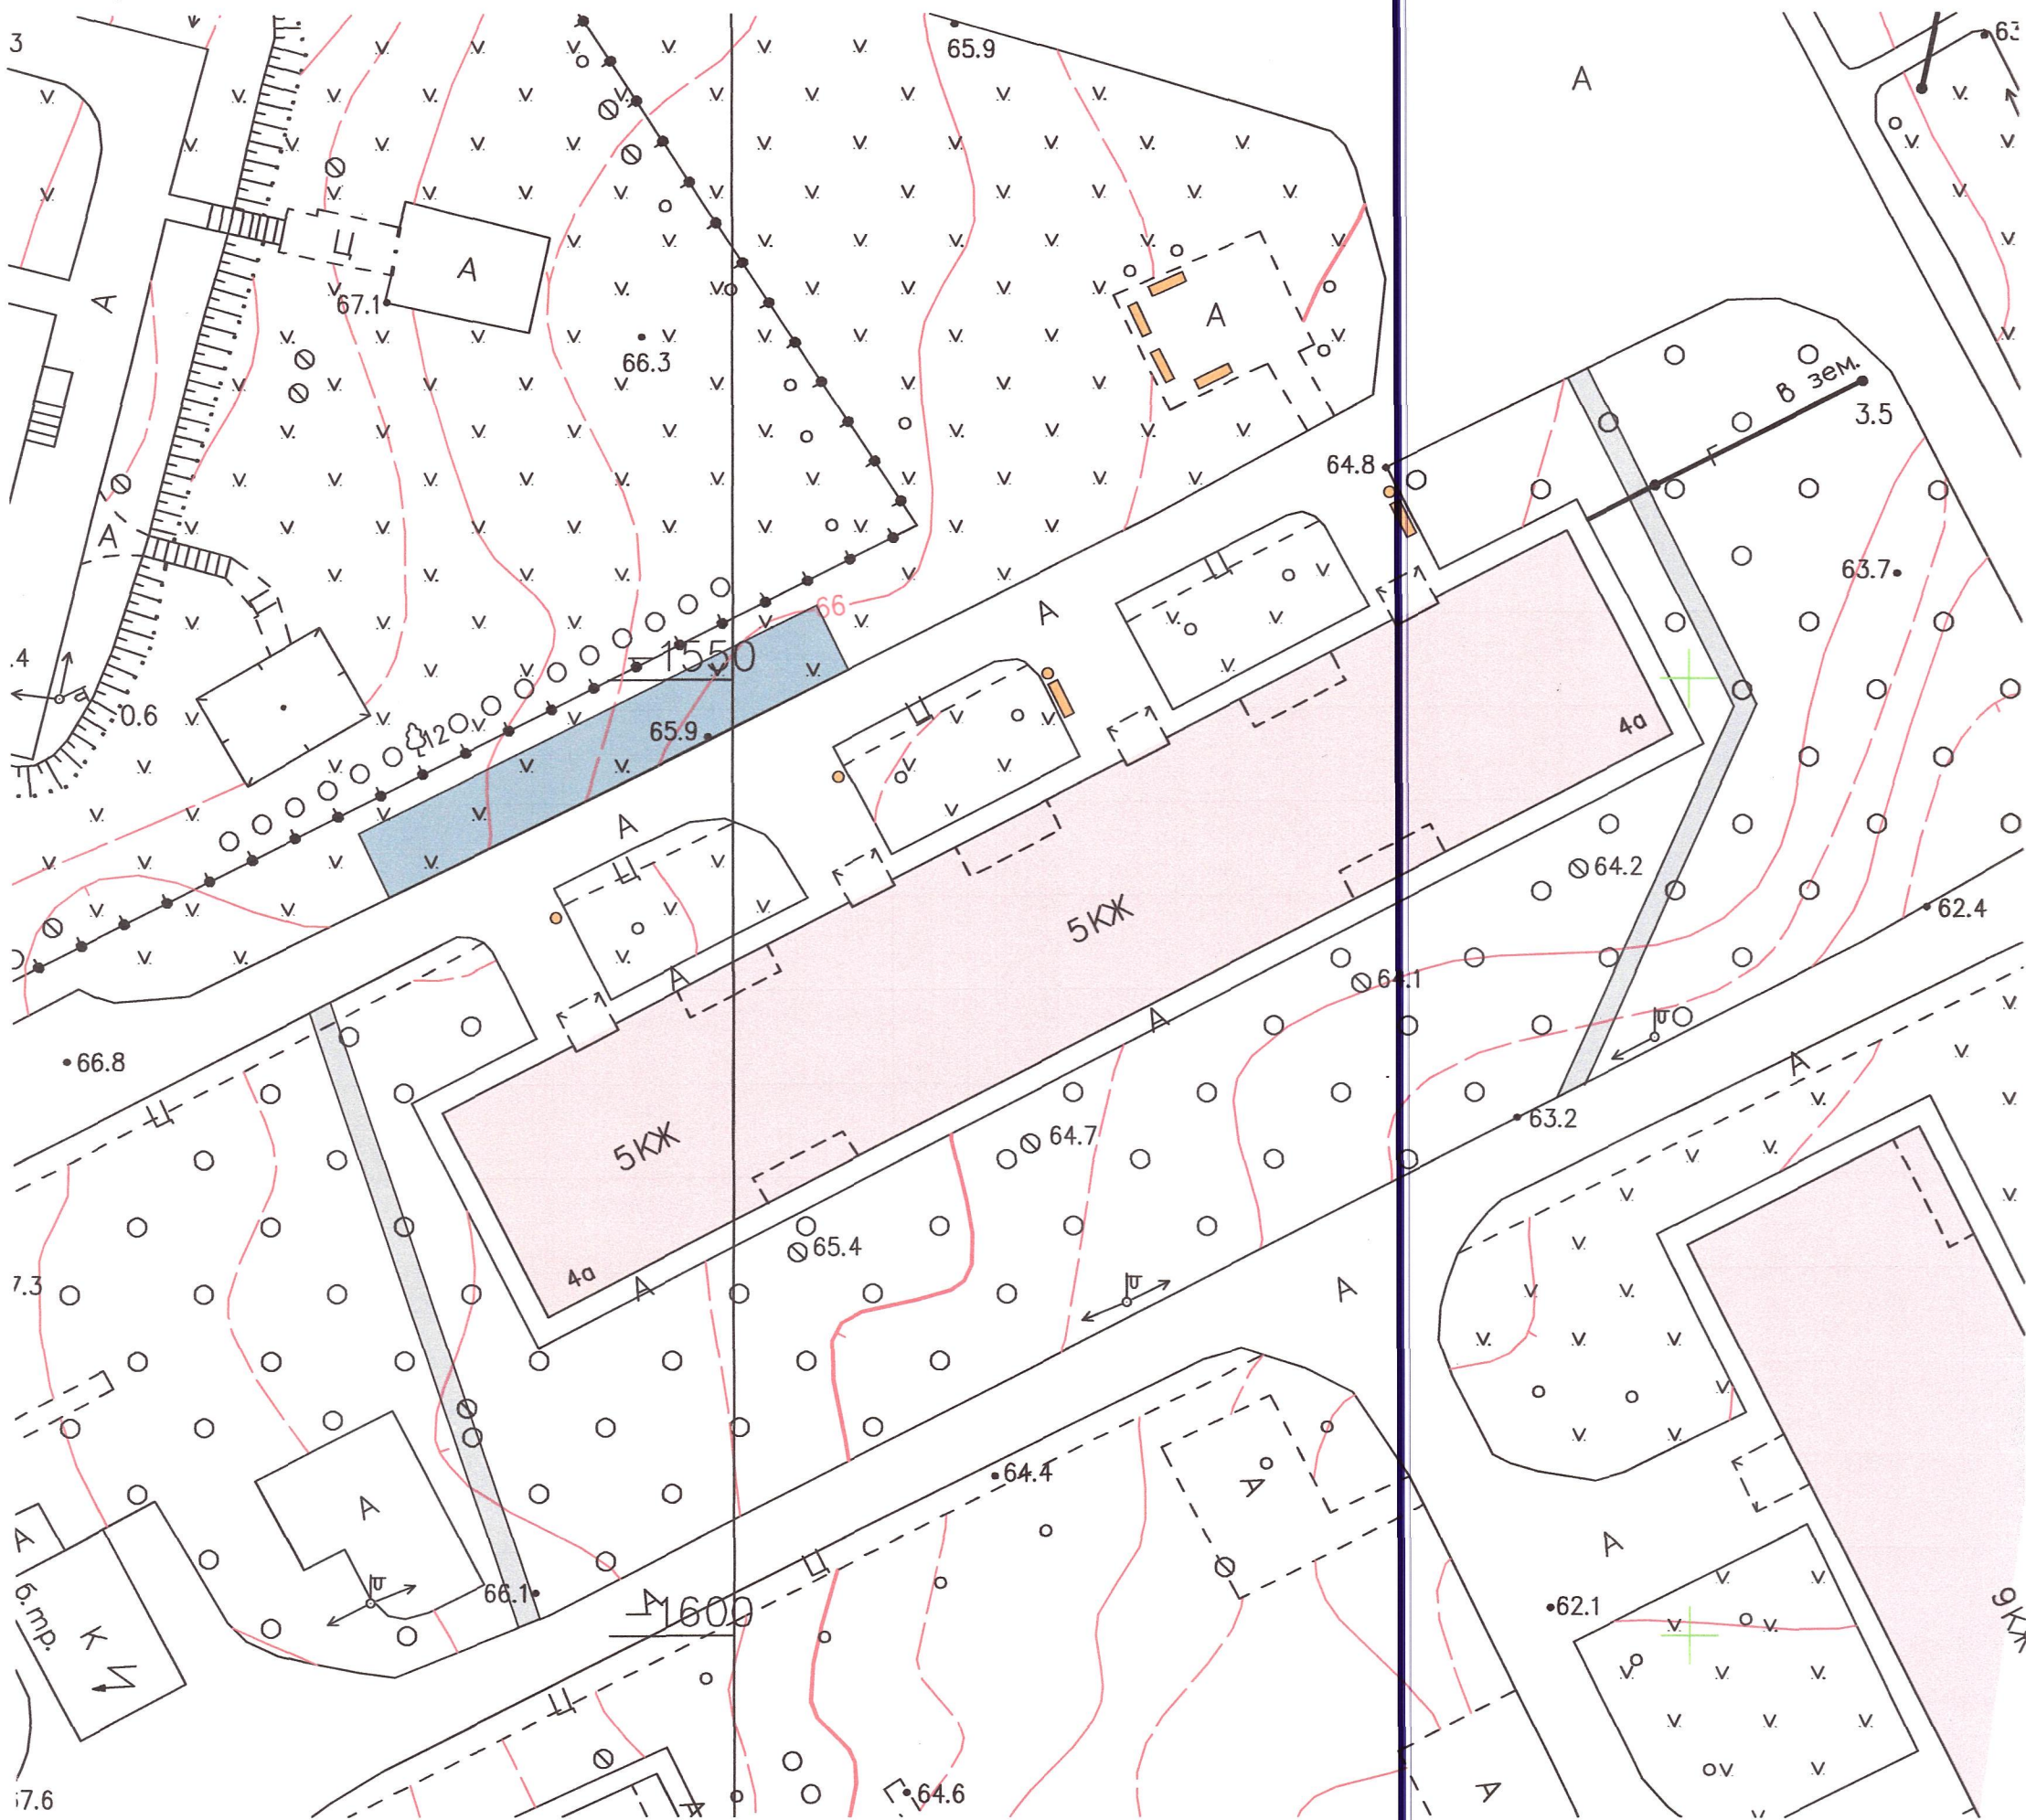 3
65.9
А
63
Ц
А
А
67.1
66.3
А
в зем.
3.5
Г
64.8
А
63.7
Ц
Ц
А
66
.4
0.6
1550
65.9
12
Ц
4а
А
Ц
64.2
62.4
5КЖ
А
64.1
66.8
А
А
Ц
63.2
5КЖ
64.7
65.4
4а
А
7.3
А
64.4
А
А
А
66.1
1600
Ц
А
А
62.1
б.тр.
К
9КЖ
Ц
64.6
А
А
67.6